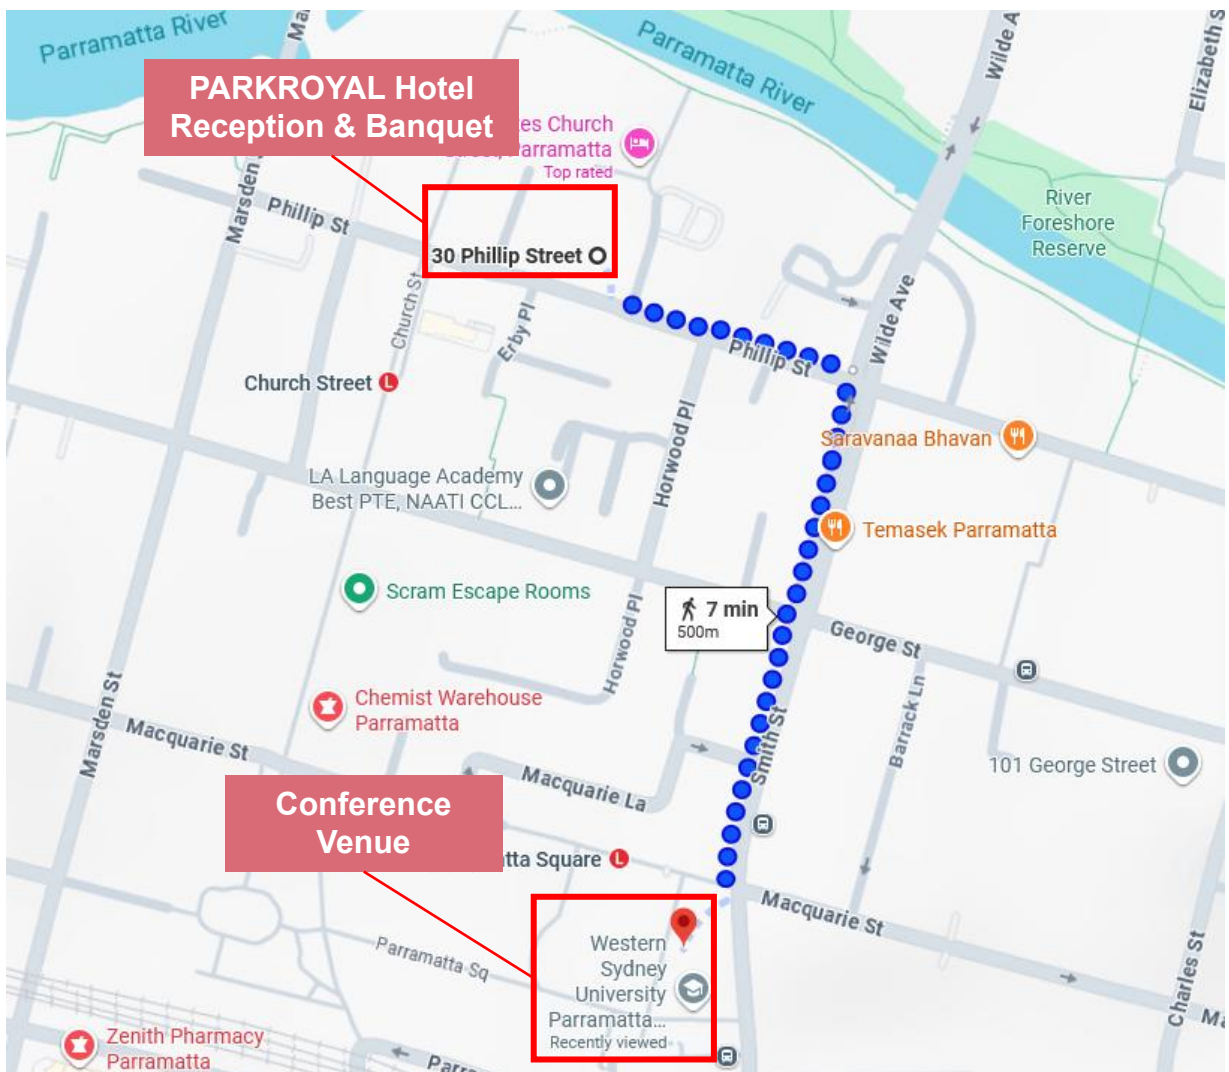 Parramatta River
Parramatta River
Wilde A
Elizabeth S
PARKROYAL Hotel
Reception & Banquet
tes Church
Parramatta
Top rated
Marsden
Phillip St
30 Phillip Street
River
Foreshore
Reserve
Church St
Erby Pl
Wilde Ave
Phillip St
Church Street
L
Horwood Pl
Saravanaa Bhavan
LA Language Academy
Best PTE, NAATI CCL...
Temasek Parramatta
Scram Escape Rooms
7 min
500m
George St
Horwood Pl
Chemist Warehouse
Parramatta
Marsden St
Macquarie St
Smith St
Barrack Ln
101 George Street
Macquarie La
Conference
Venue
tta Square
L
Macquarie St
Western
Sydney
University
Parramatta...
Recently viewed
Parramatta Sq
Charles St
Ma
Zenith Pharmacy
Parramatta
Parr